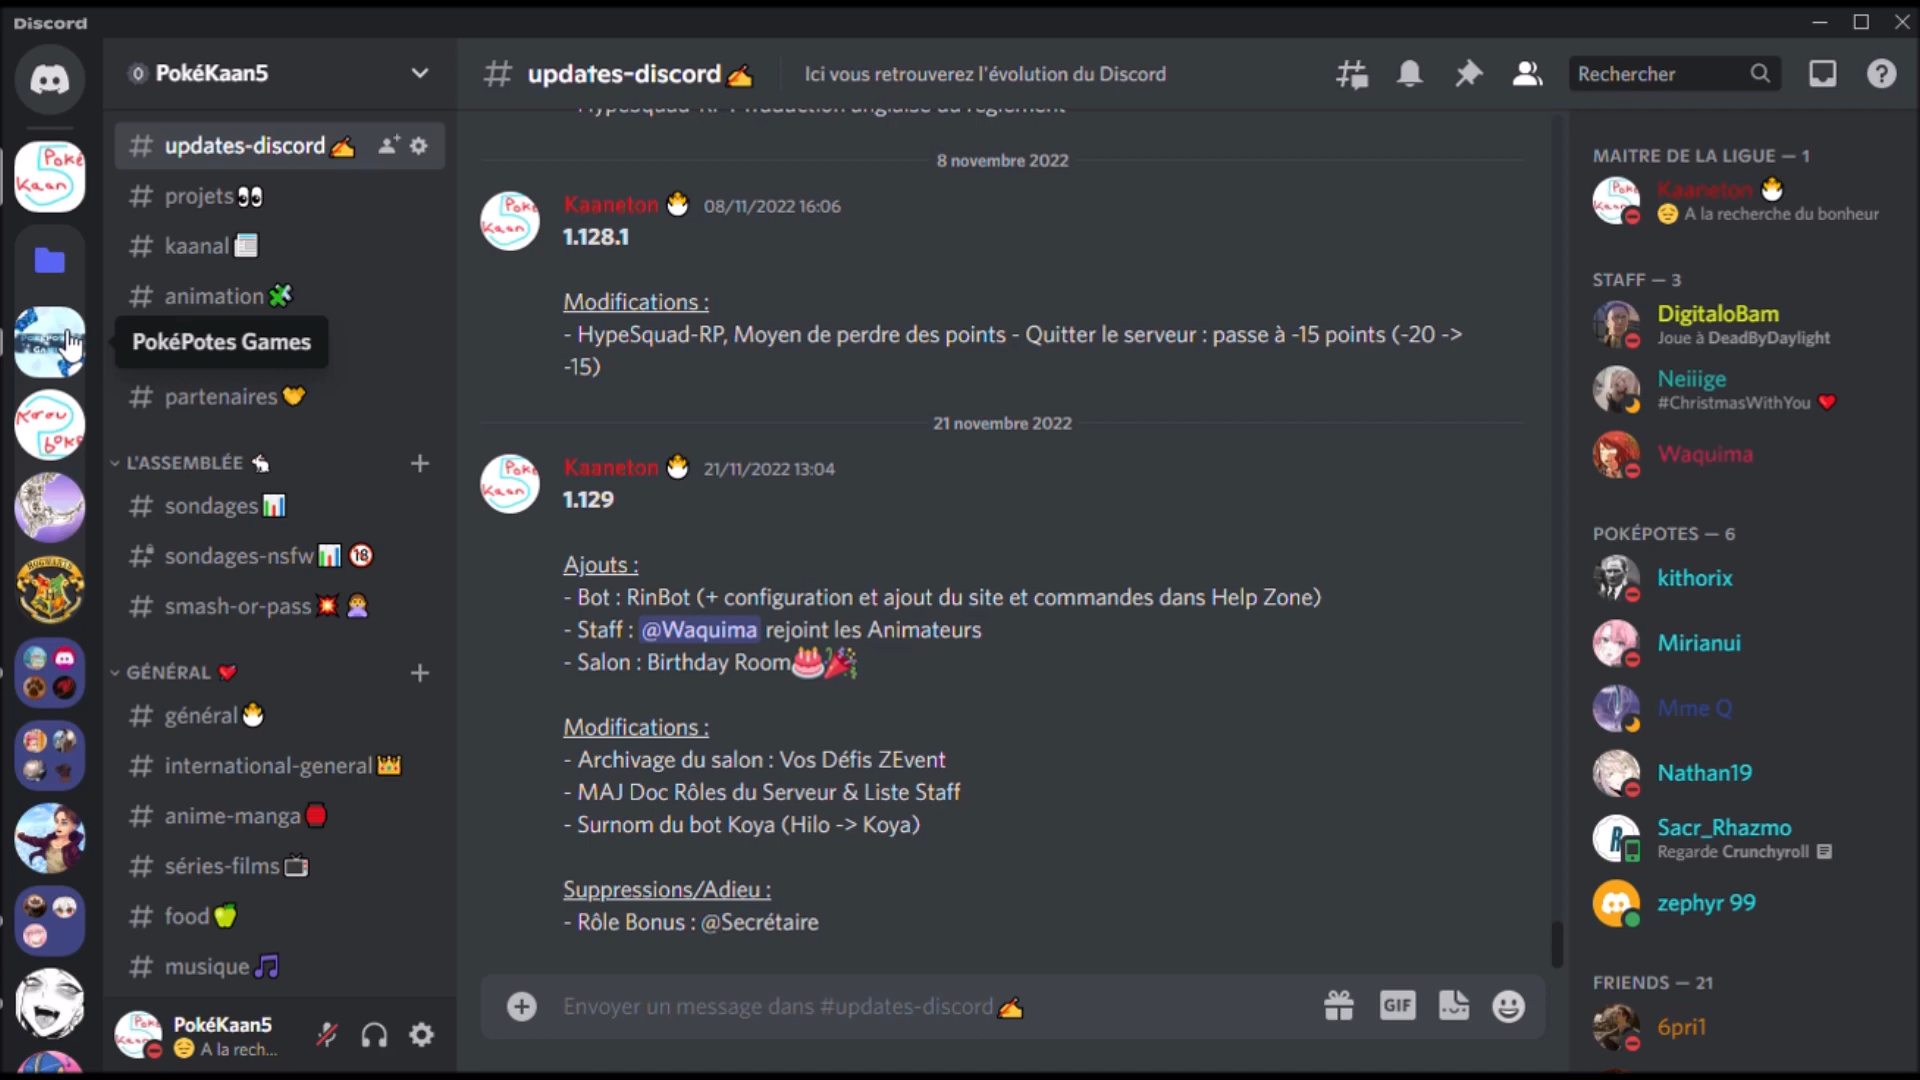 Discord
PokéKaan5
updates-discord
projets
kaanal
animation
PokéPotes Games
partenaires
L'ASSEMBLÉE
sondages
sondages-nsfw 🔞
smash-or-pass
GÉNÉRAL
général
international-general
anime-manga
séries-films
food
musique
PokéKaan5
A la rech...
updates-discord
Ici vous retrouverez l'évolution du Discord
Rechercher
HypeSquad-RP : Traduction anglaise du règlement
8 novembre 2022
Kaaneton 08/11/2022 16:06
1.128.1
Modifications :
- HypeSquad-RP, Moyen de perdre des points - Quitter le serveur : passe à -15 points (-20 ->
-15)
21 novembre 2022
Kaaneton 21/11/2022 13:04
1.129
Ajouts :
- Bot : RinBot (+ configuration et ajout du site et commandes dans Help Zone)
- Staff : @Waquima rejoint les Animateurs
- Salon : Birthday Room
Modifications :
- Archivage du salon : Vos Défis ZEvent
- MAJ Doc Rôles du Serveur & Liste Staff
- Surnom du bot Koya (Hilo -> Koya)
Suppressions/Adieu :
- Rôle Bonus : @Secrétaire
Envoyer un message dans #updates-discord
GIF
MAITRE DE LA LIGUE — 1
Kaaneton
A la recherche du bonheur
STAFF — 3
DigitaloBam
Joue à DeadByDaylight
Neiiige
#ChristmasWithYou
Waquima
POKÉPOTES — 6
kithorix
Mirianui
Mme Q
Nathan19
Sacr_Rhazmo
Regarde Crunchyroll
zephyr 99
FRIENDS — 21
6pri1